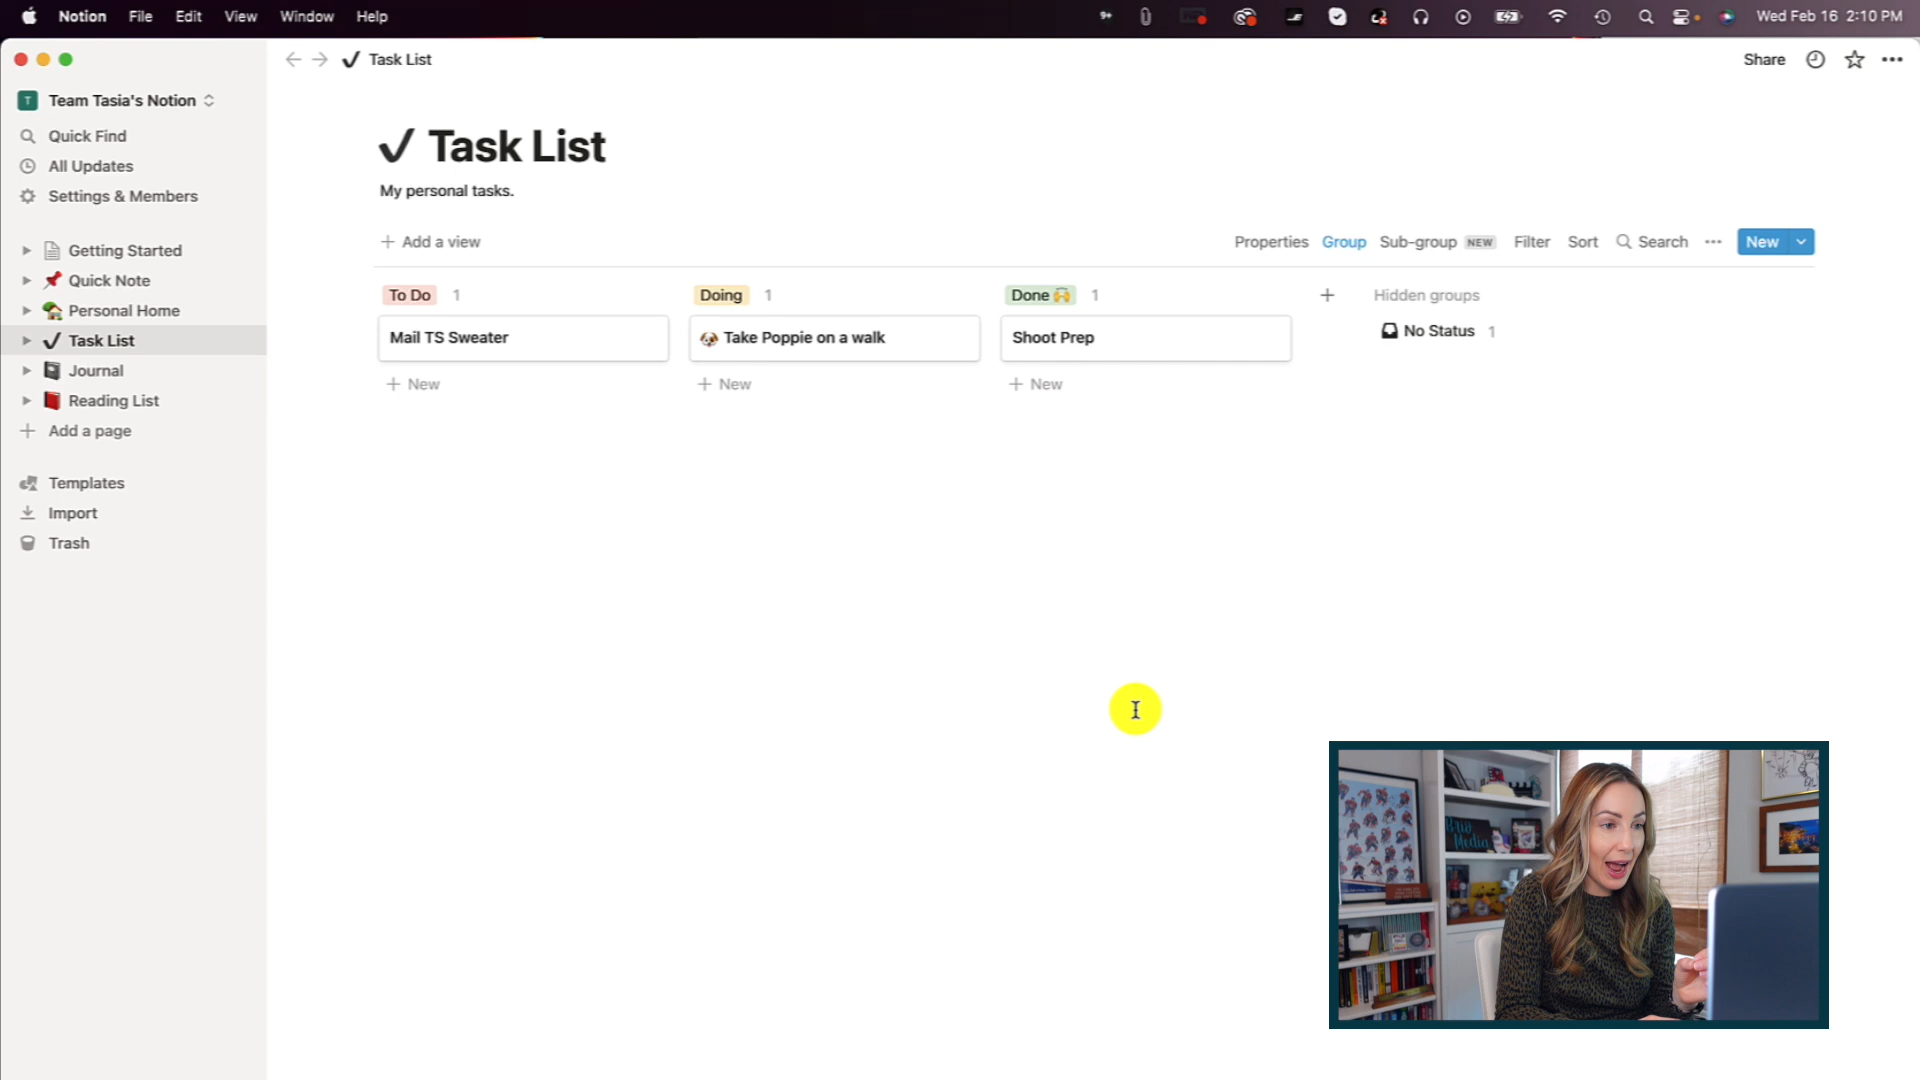 Notion File Edit View Window Help
9+
Wed Feb 16 2:10 PM
Task List
Share
T Team Tasia's Notion
Quick Find
All Updates
Settings & Members
Getting Started
Quick Note
Personal Home
Task List
Journal
Reading List
Add a page
Templates
Import
Trash
Task List
My personal tasks.
Add a view
Properties Group Sub-group NEW Filter Sort Search New
To Do 1
Mail TS Sweater
New
Doing 1
Take Poppie on a walk
New
Done 1
Shoot Prep
New
Hidden groups
No Status 1
Brio
Media